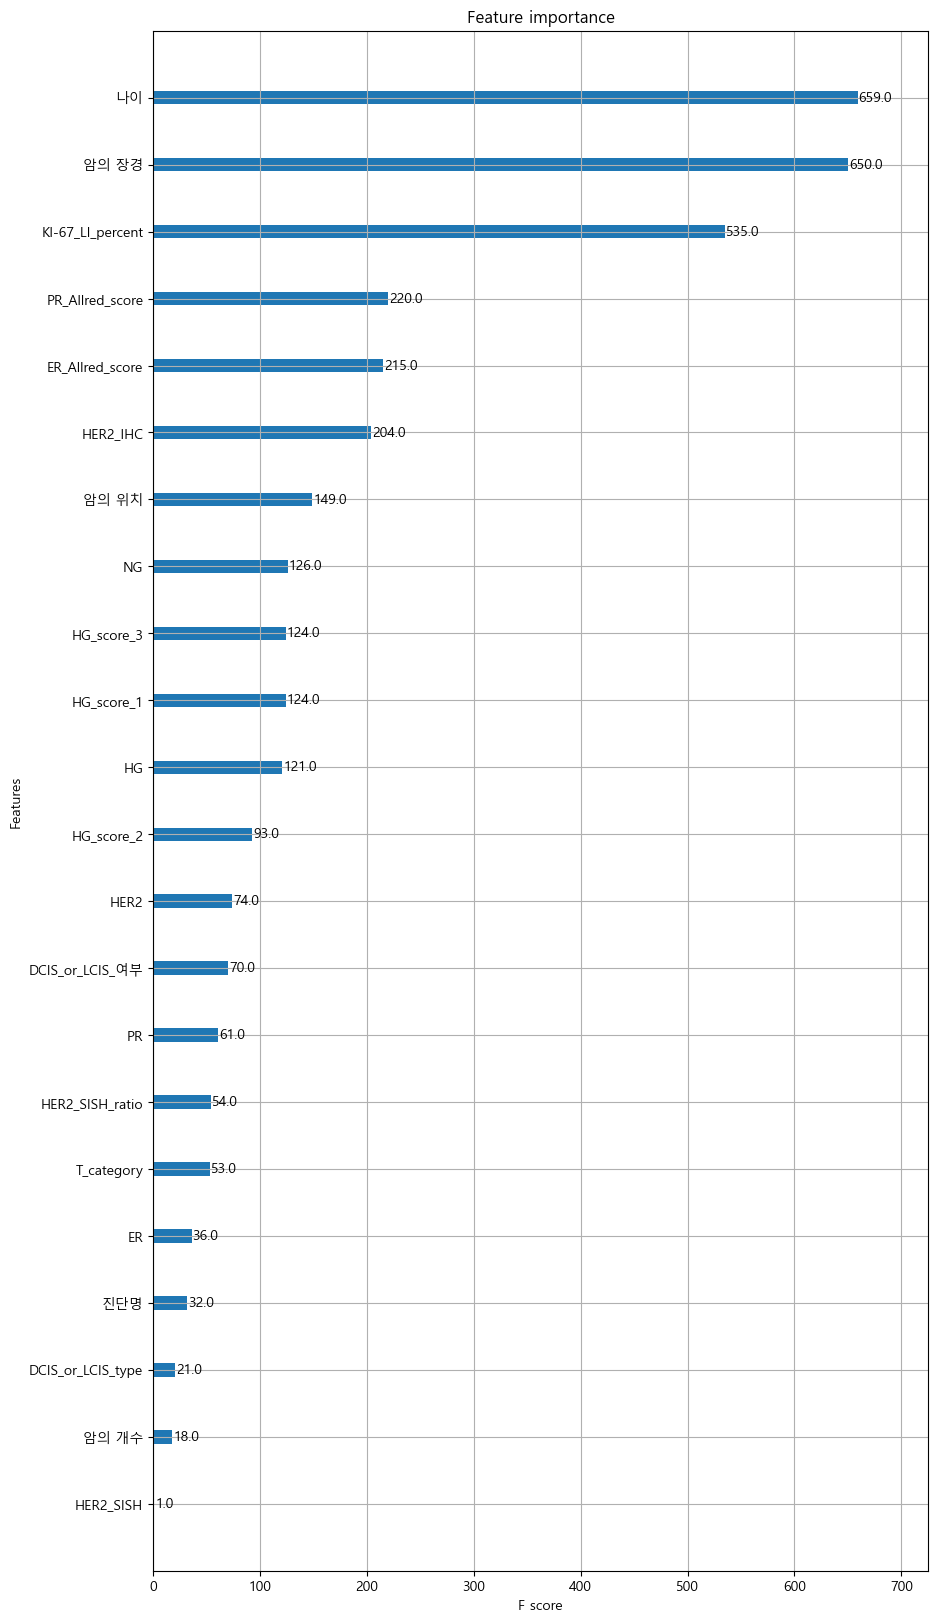 Feature importance
나이
659.0
암의 장경
650.0
KI-67_LI_percent
535.0
PR_Allred_score
220.0
ER_Allred_score
215.0
HER2_IHC
204.0
암의 위치
149.0
NG
126.0
HG_score_3
124.0
HG_score_1
124.0
HG
121.0
HG_score_2
93.0
HER2
74.0
DCIS_or_LCIS_여부
70.0
PR
61.0
HER2_SISH_ratio
54.0
T_category
53.0
ER
36.0
진단명
32.0
DCIS_or_LCIS_type
21.0
암의 개수
18.0
HER2_SISH
1.0
Features
0 100 200 300 400 500 600 700
F score